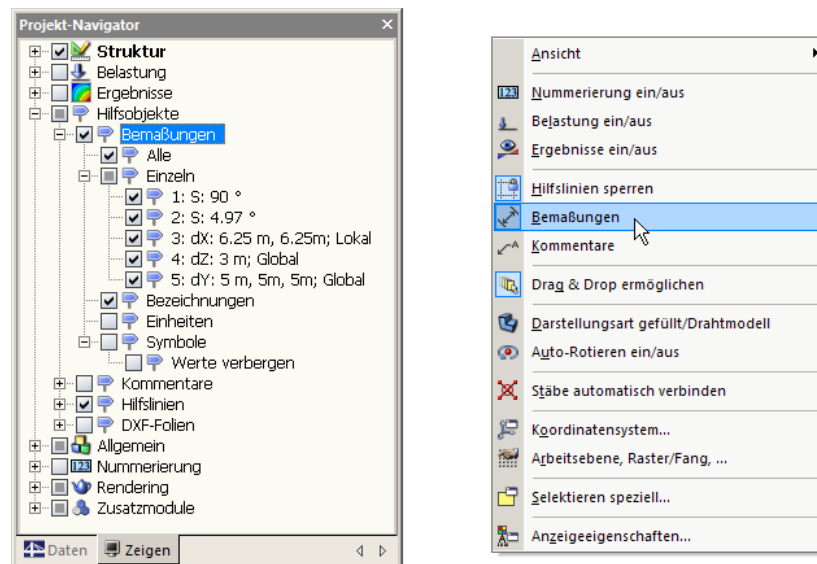 Projekt-Navigator
Struktur
Belastung
Ergebnisse
Hilfsobjekte
Bemaßungen
Alle
Einzeln
1: S: 90 °
2: S: 4.97 °
3: dX: 6.25 m, 6.25m; Lokal
4: dZ: 3 m; Global
5: dY: 5 m, 5m, 5m; Global
Bezeichnungen
Einheiten
Symbole
Werte verbergen
Kommentare
Hilfslinien
DXF-Folien
Allgemein
123 Nummerierung
Rendering
Zusatzmodule
Daten Zeigen
Ansicht
123 Nummerierung ein/aus
Belastung ein/aus
Ergebnisse ein/aus
Hilfslinien sperren
Bemaßungen
Kommentare
Drag & Drop ermöglichen
Darstellungsart gefüllt/Drahtmodell
Auto-Rotieren ein/aus
Stäbe automatisch verbinden
Koordinatensystem...
Arbeitsebene, Raster/Fang, ...
Selektieren speziell...
Anzeigeeigenschaften...